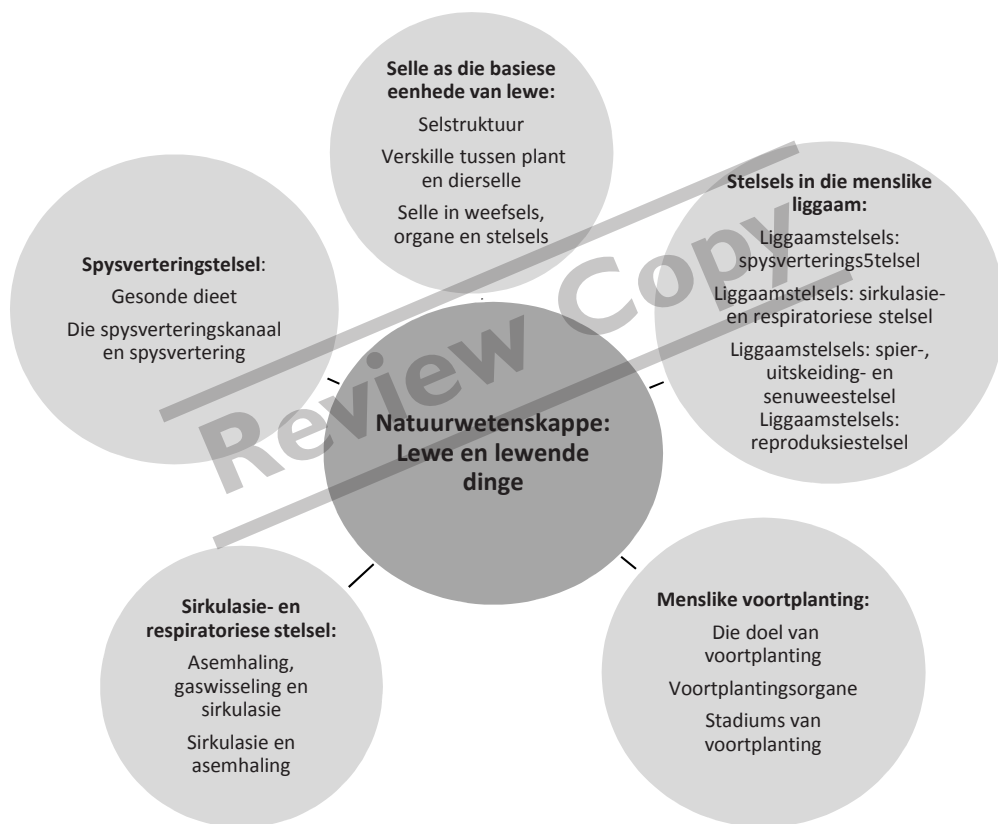 Selle as die basiese
eenhede van lewe:
Selstruktuur
Verskille tussen plant
en dierselle
Selle in weefsels,
organe en stelsels
Stelsels in die menslike
liggaam:
Liggaamstelsels:
spysverterings5telsel
Liggaamstelsels: sirkulasie-
en respiratoriese stelsel
Liggaamstelsels: spier-,
uitskeiding- en
senuweestelsel
Liggaamstelsels:
reproduksiestelsel
Spysverteringstelsel:
Gesonde dieet
Die spysverteringskanaal
en spysvertering
Natuurwetenskappe:
Lewe en lewende
dinge
Sirkulasie- en
respiratoriese stelsel:
Asemhaling,
gaswisseling en
sirkulasie
Sirkulasie en
asemhaling
Menslike voortplanting:
Die doel van
voortplanting
Voortplantingsorgane
Stadiums van
voortplanting
Review Copy